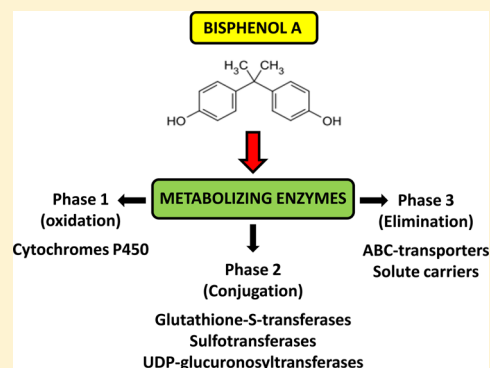 BISPHENOL A
H₃C CH₃
HO OH
METABOLIZING ENZYMES
Phase 1
(oxidation)
Cytochromes P450
Phase 2
(Conjugation)
Glutathione-S-transferases
Sulfotransferases
UDP-glucuronosyltransferases
Phase 3
(Elimination)
ABC-transporters
Solute carriers